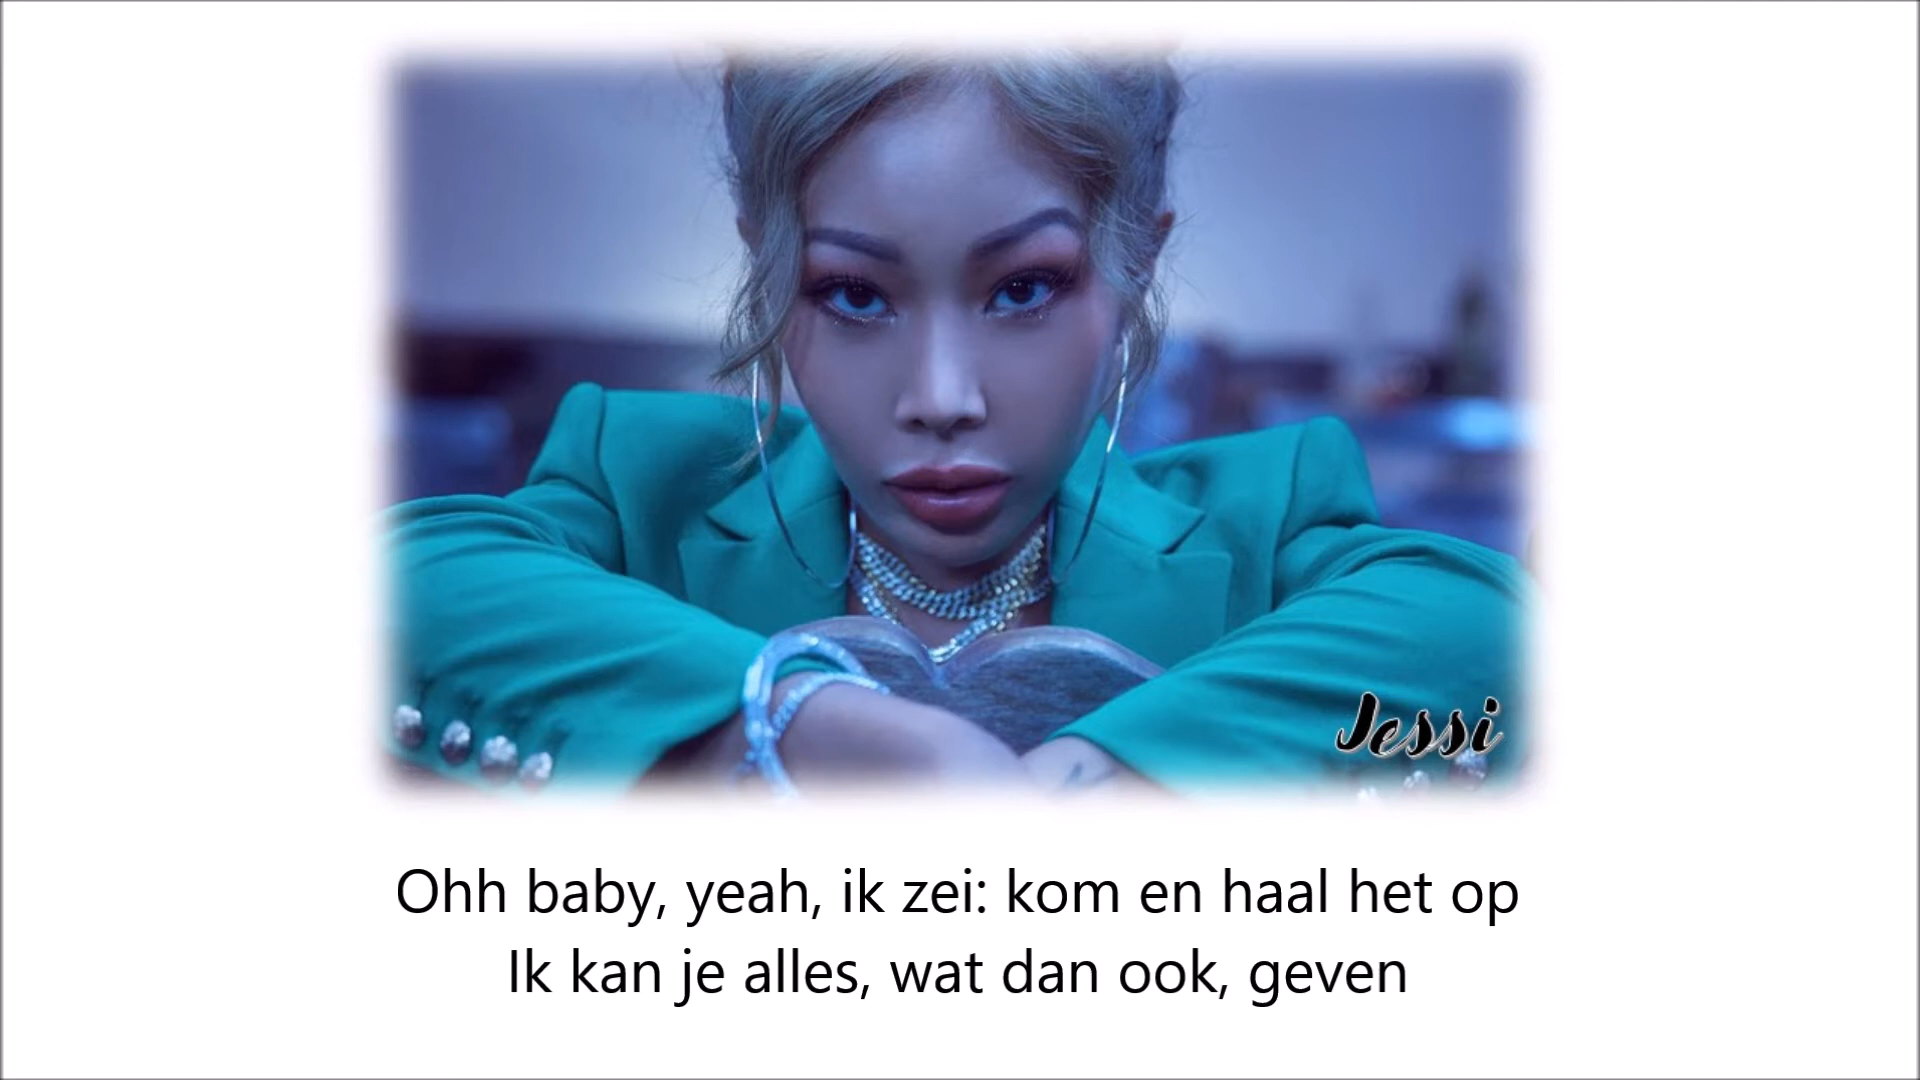 Jessi
Ohh baby, yeah, ik zei: kom en haal het op
Ik kan je alles, wat dan ook, geven